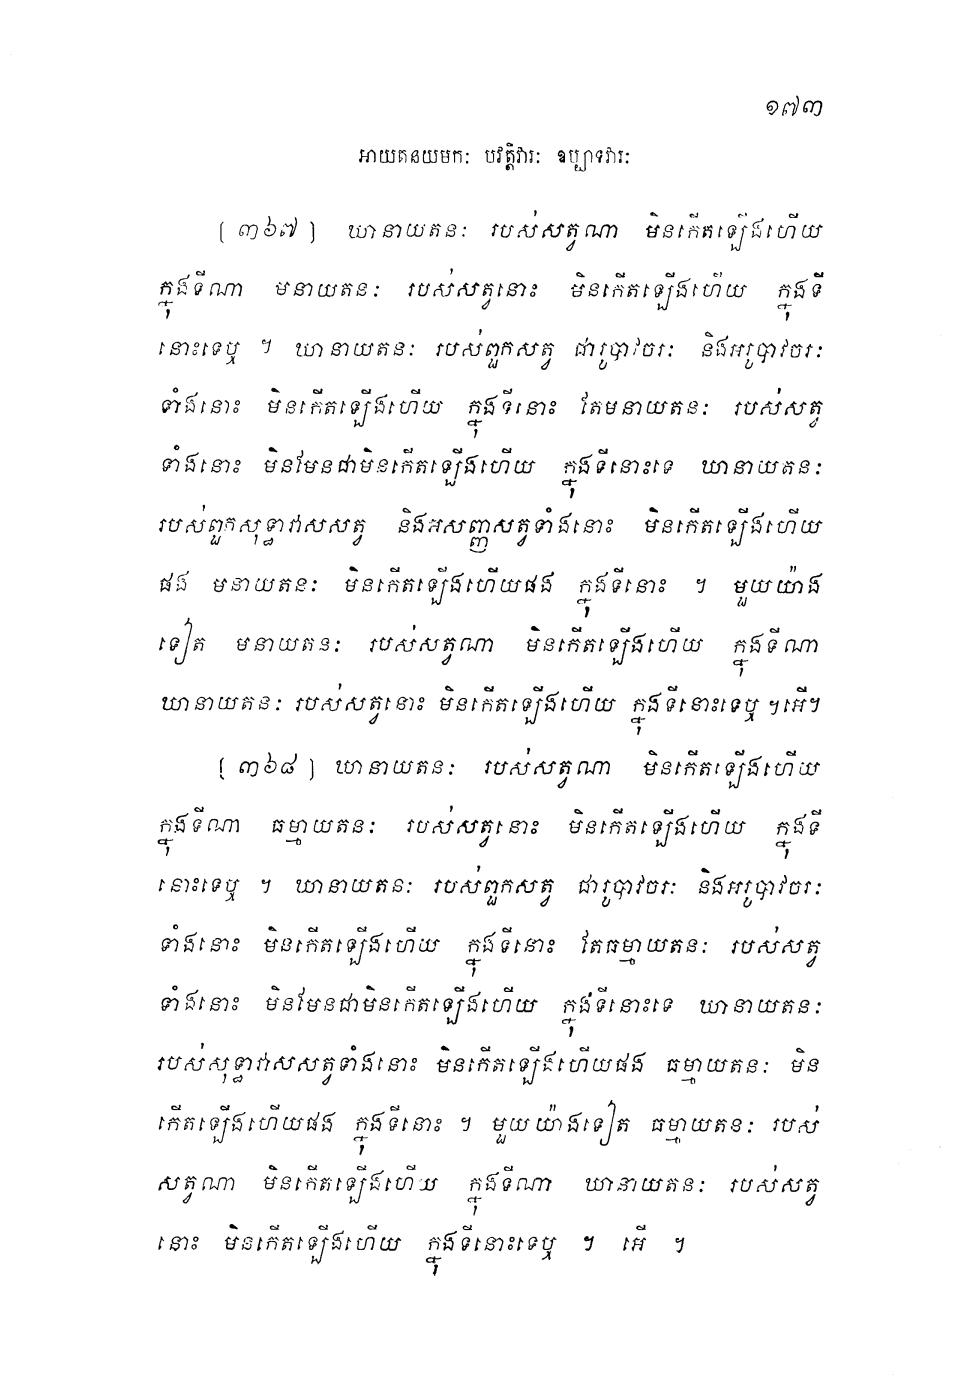 ១៧៣
អាយតនយមកៈ បវត្តិវារៈ ឧប្បាទវារៈ
[ ៣៦៧ ] ឃានាយតនៈ របស់សត្វណា មិនកើតឡើងហើយ
ក្នុងទីណា មនាយតនៈ របស់សត្វនោះ មិនកើតឡើងហើយ ក្នុងទី
នោះទេឬ ។ ឃានាយតនៈ របស់ពួកសត្វ ជារូបាវចរៈ និងអរូបាវចរៈ
ទាំងនោះ មិនកើតឡើងហើយ ក្នុងទីនោះ តែមនាយតនៈ របស់សត្វ
ទាំងនោះ មិនមែនជាមិនកើតឡើងហើយ ក្នុងទីនោះទេ ឃានាយតនៈ
របស់ពួកសុទ្ធាវាសសត្វ និងអសញ្ញសត្វទាំងនោះ មិនកើតឡើងហើយ
ផង មនាយតនៈ មិនកើតឡើងហើយផង ក្នុងទីនោះ ។ មួយយ៉ាង
ទៀត មនាយតនៈ របស់សត្វណា មិនកើតឡើងហើយ ក្នុងទីណា
ឃានាយតនៈ របស់សត្វនោះ មិនកើតឡើងហើយ ក្នុងទីនោះទេឬ ។ អើ។
[ ៣៦៨ ] ឃានាយតនៈ របស់សត្វណា មិនកើតឡើងហើយ
ក្នុងទីណា ធម្មាយតនៈ របស់សត្វនោះ មិនកើតឡើងហើយ ក្នុងទី
នោះទេឬ ។ ឃានាយតនៈ របស់ពួកសត្វ ជារូបាវចរៈ និងអរូបាវចរៈ
ទាំងនោះ មិនកើតឡើងហើយ ក្នុងទីនោះ តែធម្មាយតនៈ របស់សត្វ
ទាំងនោះ មិនមែនជាមិនកើតឡើងហើយ ក្នុងទីនោះទេ ឃានាយតនៈ
របស់សុទ្ធាវាសសត្វទាំងនោះ មិនកើតឡើងហើយផង ធម្មាយតនៈ មិន
កើតឡើងហើយផង ក្នុងទីនោះ ។ មួយយ៉ាងទៀត ធម្មាយតនៈ របស់
សត្វណា មិនកើតឡើងហើយ ក្នុងទីណា ឃានាយតនៈ របស់សត្វ
នោះ មិនកើតឡើងហើយ ក្នុងទីនោះទេឬ ។ អើ ។